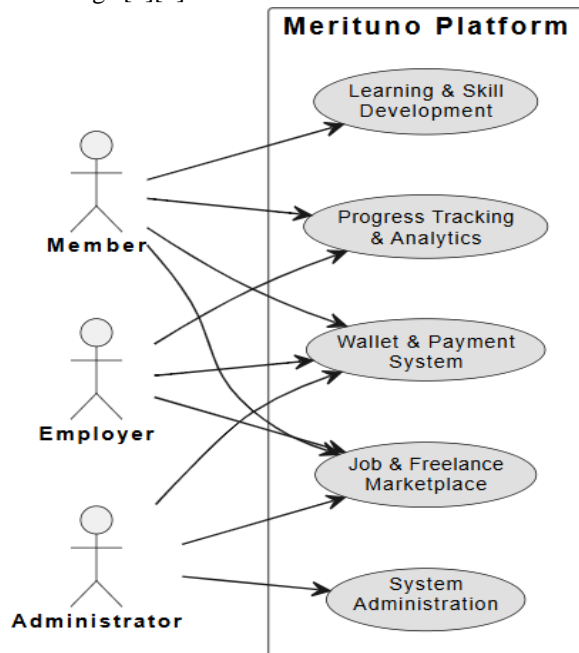 Merituno Platform
Learning & Skill
Development
Member
Progress Tracking
& Analytics
Employer
Wallet & Payment
System
Job & Freelance
Marketplace
Administrator
System
Administration